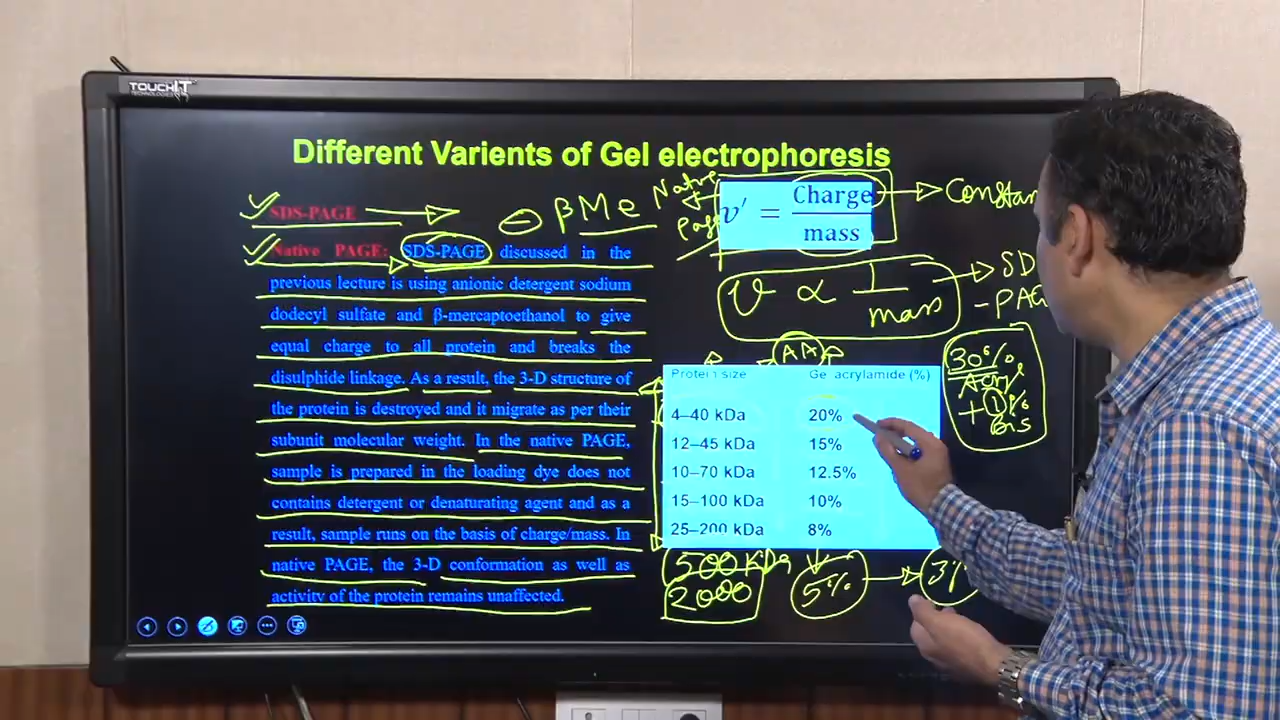 TOUCHIT
TECHNOLOGIES
Different Varients of Gel electrophoresis
SDS-PAGE
βMe
Native
Page
v' = Charge
mass
Native PAGE: SDS-PAGE discussed in the
previous lecture is using anionic detergent sodium
dodecyl sulfate and β-mercaptoethanol to give
equal charge to all protein and breaks the
disulphide linkage. As a result, the 3-D structure of
the protein is destroyed and it migrate as per their
subunit molecular weight. In the native PAGE,
sample is prepared in the loading dye does not
contains detergent or denaturating agent and as a
result, sample runs on the basis of charge/mass. In
native PAGE, the 3-D conformation as well as
activity of the protein remains unaffected.
v ∝ 1
mass
30%
Acryl
+ 1%
Bis
Protein size Gel acrylamide (%)
4–40 kDa 20%
12–45 kDa 15%
10–70 kDa 12.5%
15–100 kDa 10%
25–200 kDa 8%
500 kDa 5%
2000